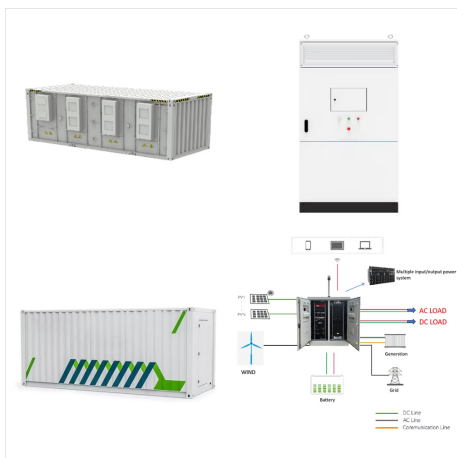 Multiple input/output power
system
PV1
PV1
AC LOAD
DC LOAD
WIND
Generation
Grid
Battery
DC Line
AC Line
Communication Line